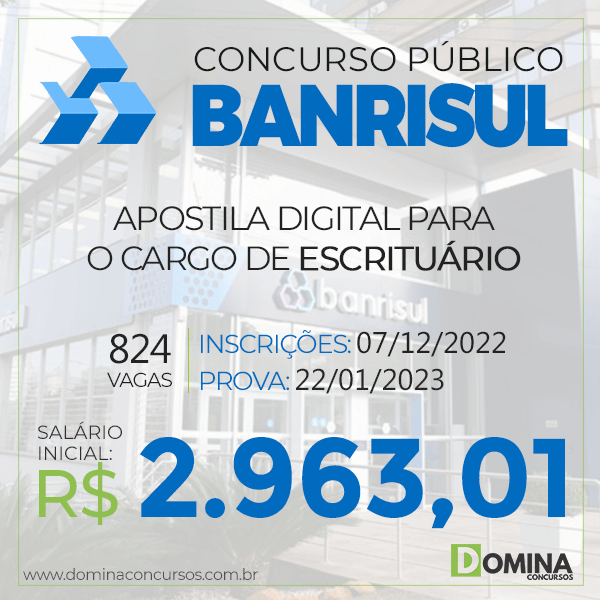 CONCURSO PÚBLICO
BANRISUL
APOSTILA DIGITAL PARA
O CARGO DE ESCRITUÁRIO
banrisul
risul
824
VAGAS
INSCRIÇÕES: 07/12/2022
PROVA: 22/01/2023
SALÁRIO
INICIAL:
R$ 2.963,01
www.dominaconcursos.com.br
DOMINA
CONCURSOS